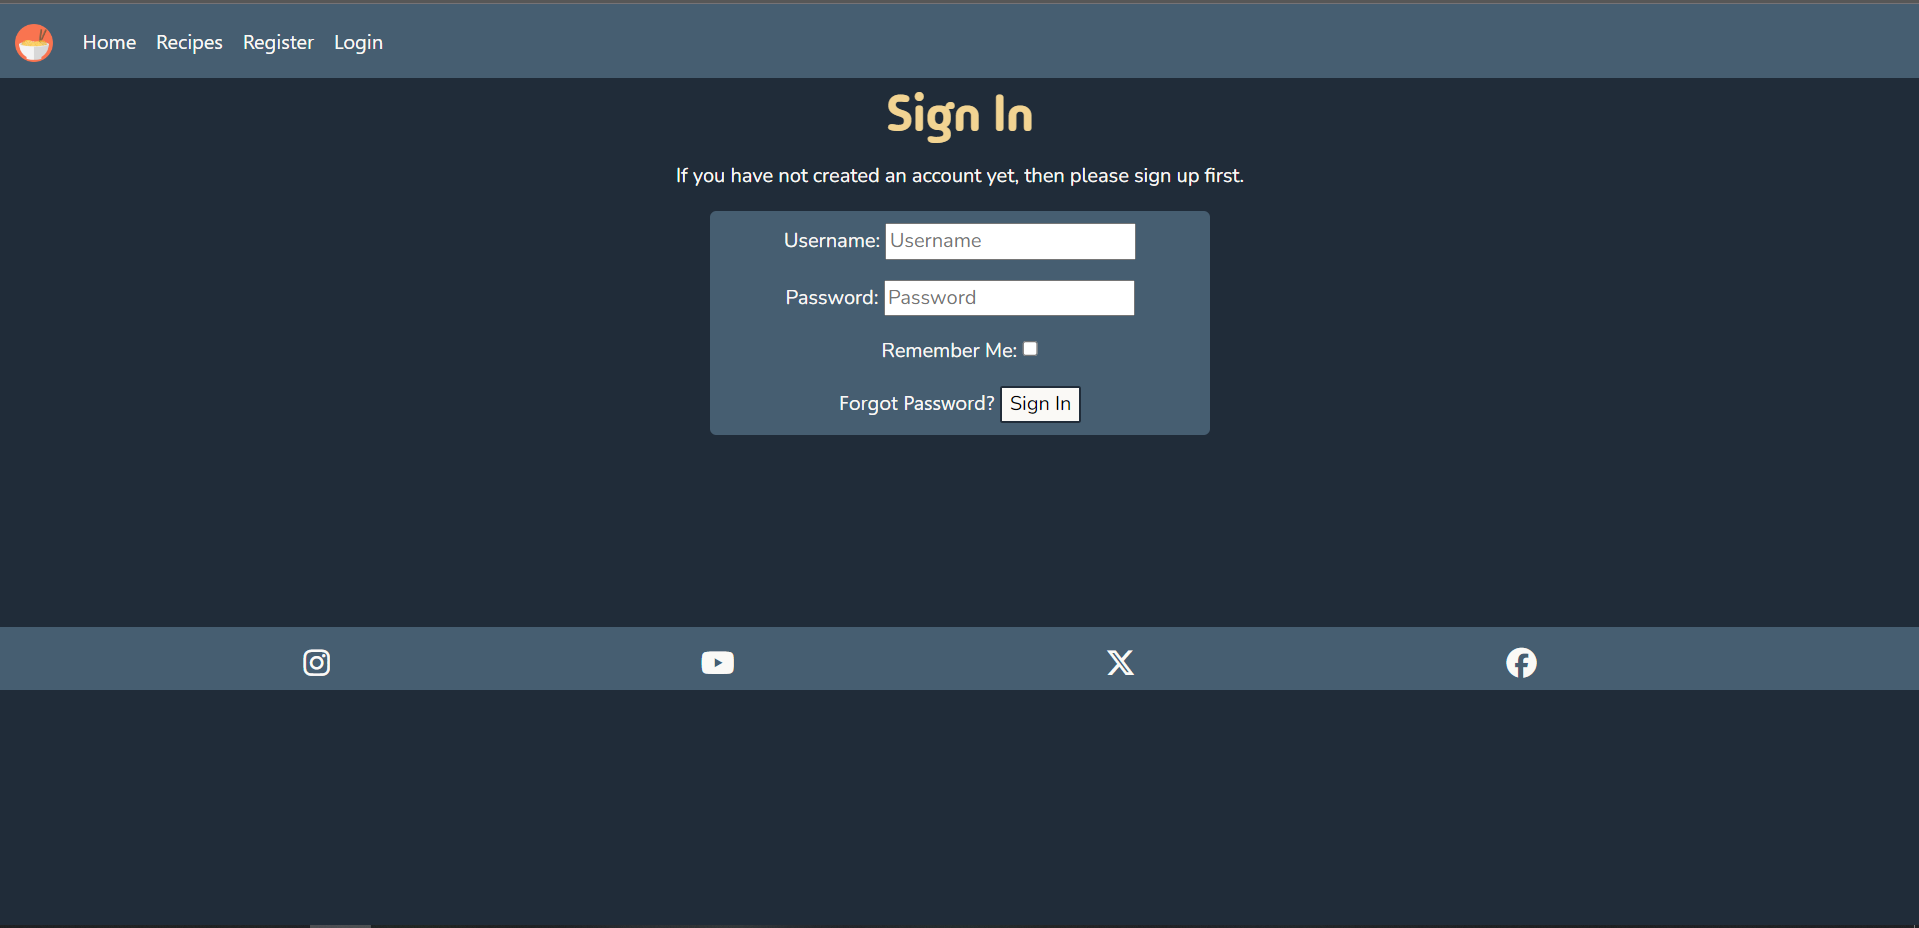 Home Recipes Register Login
Sign In
If you have not created an account yet, then please sign up first.
Username: Username
Password: Password
Remember Me:
Forgot Password? Sign In